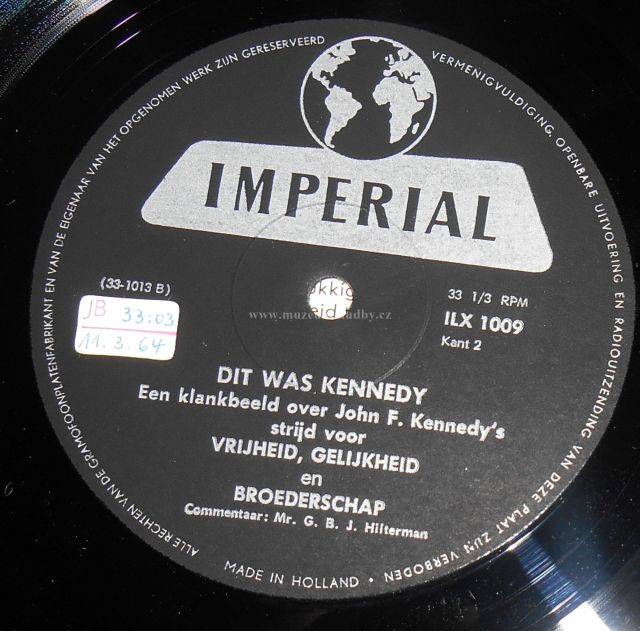 ALLE RECHTEN VAN DE GRAMOFOONPLATENFABRIKANT EN VAN DE EIGENAAR VAN HET OPGENOMEN WERK ZIJN GERESERVEERD
VERMENIGVULDIGING, OPENBARE UITVOERING EN RADIOUITZENDING VAN DEZE PLAAT ZIJN VERBODEN
IMPERIAL
(33-1013 B)
33 1/3 RPM
ILX 1009
Kant 2
JB 33:03
11. 3. 64
DIT WAS KENNEDY
Een klankbeeld over John F. Kennedy's
strijd voor
VRIJHEID, GELIJKHEID
en
BROEDERSCHAP
Commentaar: Mr. G. B. J. Hilterman
MADE IN HOLLAND